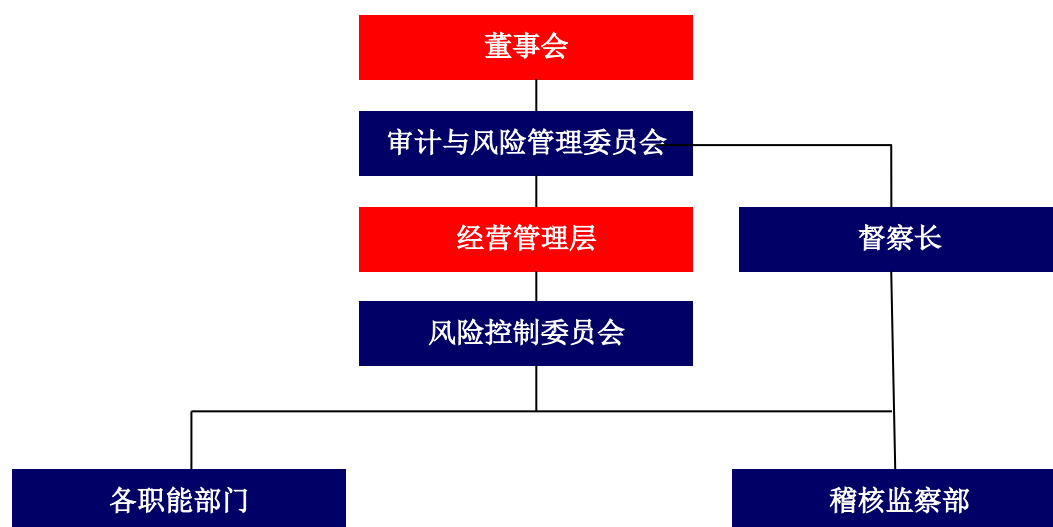 董事会
审计与风险管理委员会
经营管理层
督察长
风险控制委员会
各职能部门
稽核监察部